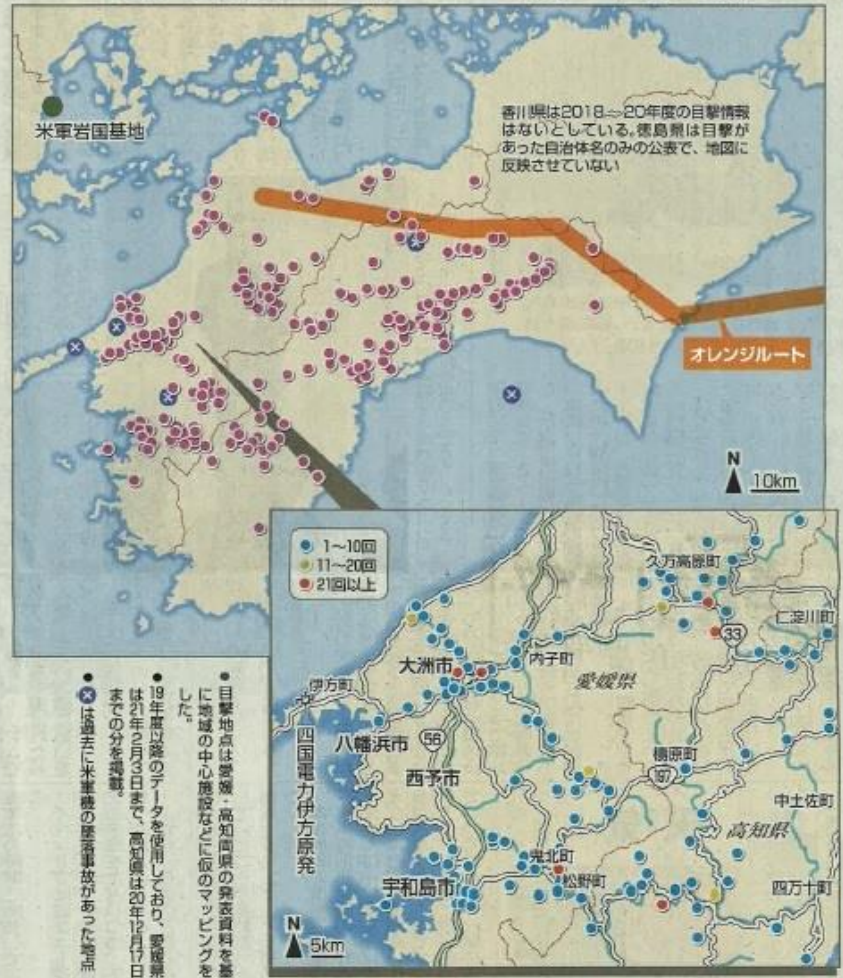 米軍岩国基地
香川県は2018〜20年度の目撃情報
はないとしている。徳島県は目撃が
あった自治体名のみの公表で、地図に
反映させていない
オレンジルート
N
10km
1〜10回
11〜20回
21回以上
久万高原町
仁淀川町
33
大洲市
内子町
愛媛県
伊方町
八幡浜市
56
四国電力伊方原発
西予市
檮原町
197
中土佐町
高知県
鬼北町
松野町
宇和島市
四万十町
N
5km
● 目撃地点は愛媛・高知両県の発表資料を基
に地域の中心施設などに仮のマッピングを
した。
● 19年度以降のデータを使用しており、愛媛県
は21年2月3日まで、高知県は20年12月17日
までの分を掲載。
● ×は過去に米軍機の墜落事故があった地点